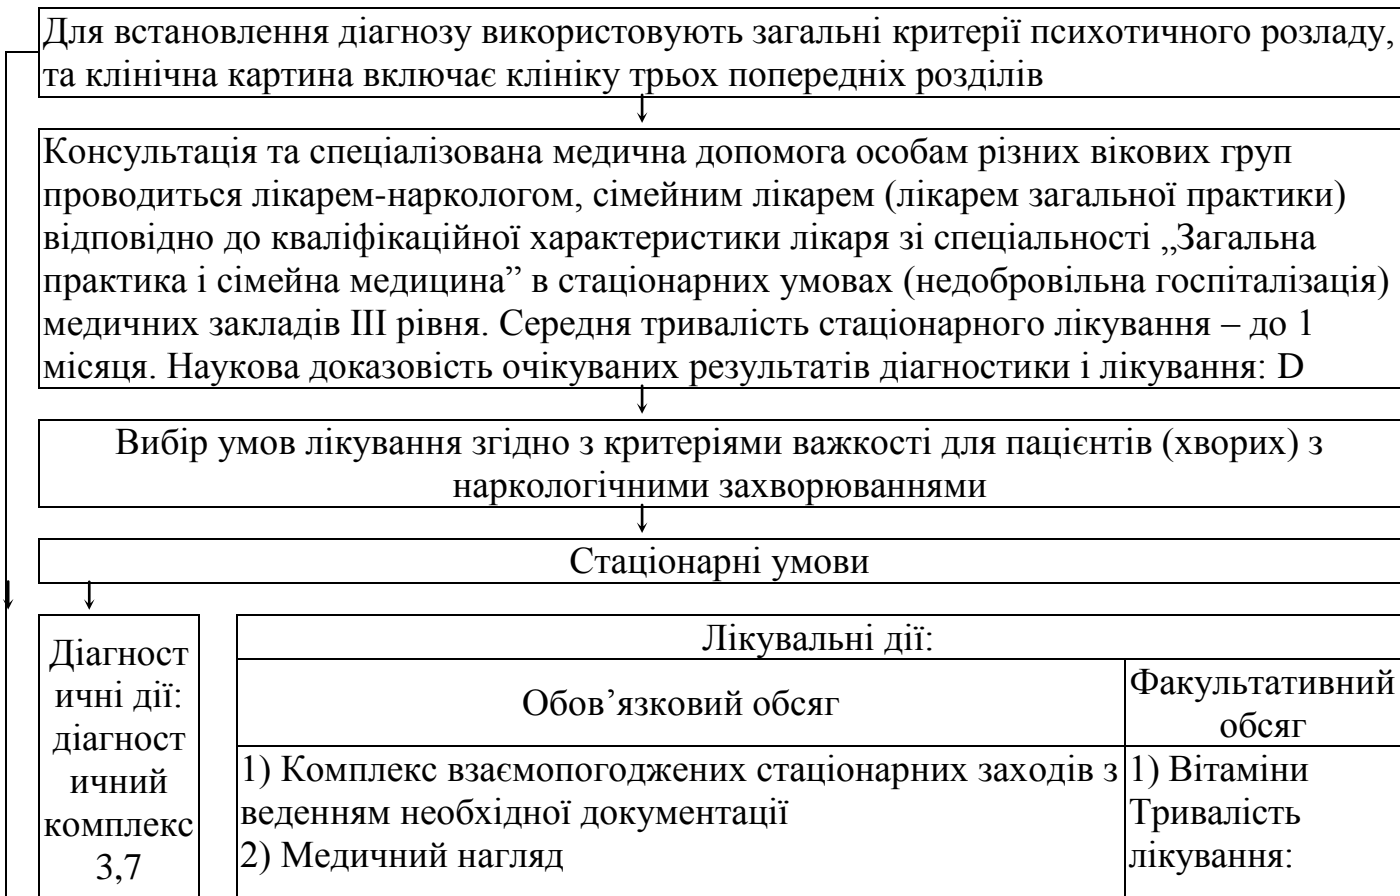 Для встановлення діагнозу використовують загальні критерії психотичного розладу,
та клінічна картина включає клініку трьох попередніх розділів
Консультація та спеціалізована медична допомога особам різних вікових груп
проводиться лікарем-наркологом, сімейним лікарем (лікарем загальної практики)
відповідно до кваліфікаційної характеристики лікаря зі спеціальності „Загальна
практика і сімейна медицина” в стаціонарних умовах (недобровільна госпіталізація)
медичних закладів ІІІ рівня. Середня тривалість стаціонарного лікування – до 1
місяця. Наукова доказовість очікуваних результатів діагностики і лікування: D
Вибір умов лікування згідно з критеріями важкості для пацієнтів (хворих) з
наркологічними захворюваннями
Стаціонарні умови
Діагност
ичні дії:
діагност
ичний
комплекс
3,7
Лікувальні дії:
Обов’язковий обсяг
Факультативний
обсяг
1) Комплекс взаємопогоджених стаціонарних заходів з
веденням необхідної документації
2) Медичний нагляд
1) Вітаміни
Тривалість
лікування: